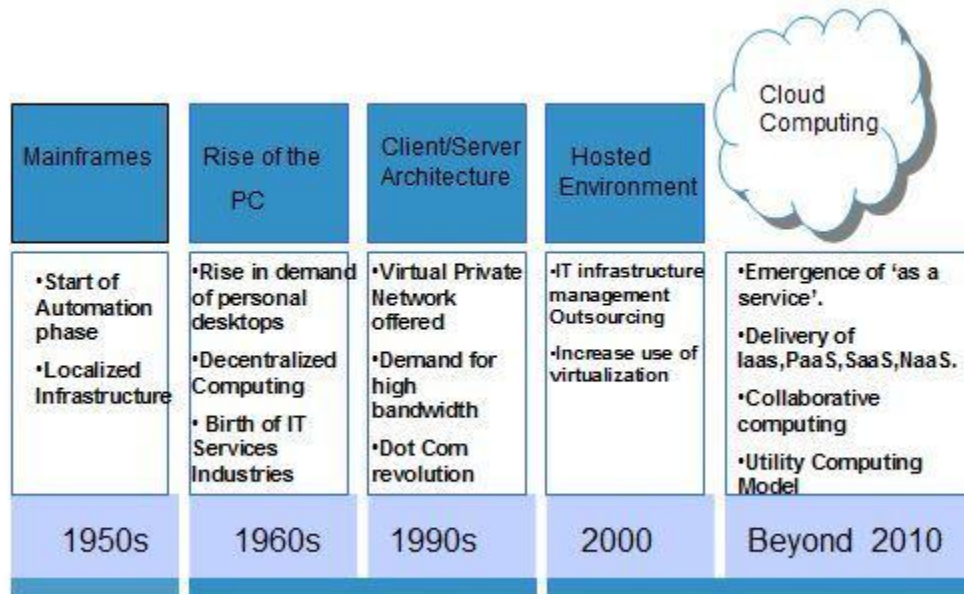 Mainframes
•Start of
Automation
phase
•Localized
Infrastructure
1950s
Rise of the
PC
•Rise in demand
of personal
desktops
•Decentralized
Computing
• Birth of IT
Services
Industries
1960s
Client/Server
Architecture
•Virtual Private
Network
offered
•Demand for
high
bandwidth
•Dot Com
revolution
1990s
Hosted
Environment
•IT infrastructure
management
Outsourcing
•Increase use of
virtualization
2000
Cloud
Computing
•Emergence of ‘as a
service’.
•Delivery of
Iaas,PaaS,SaaS,NaaS.
•Collaborative
computing
•Utility Computing
Model
Beyond 2010